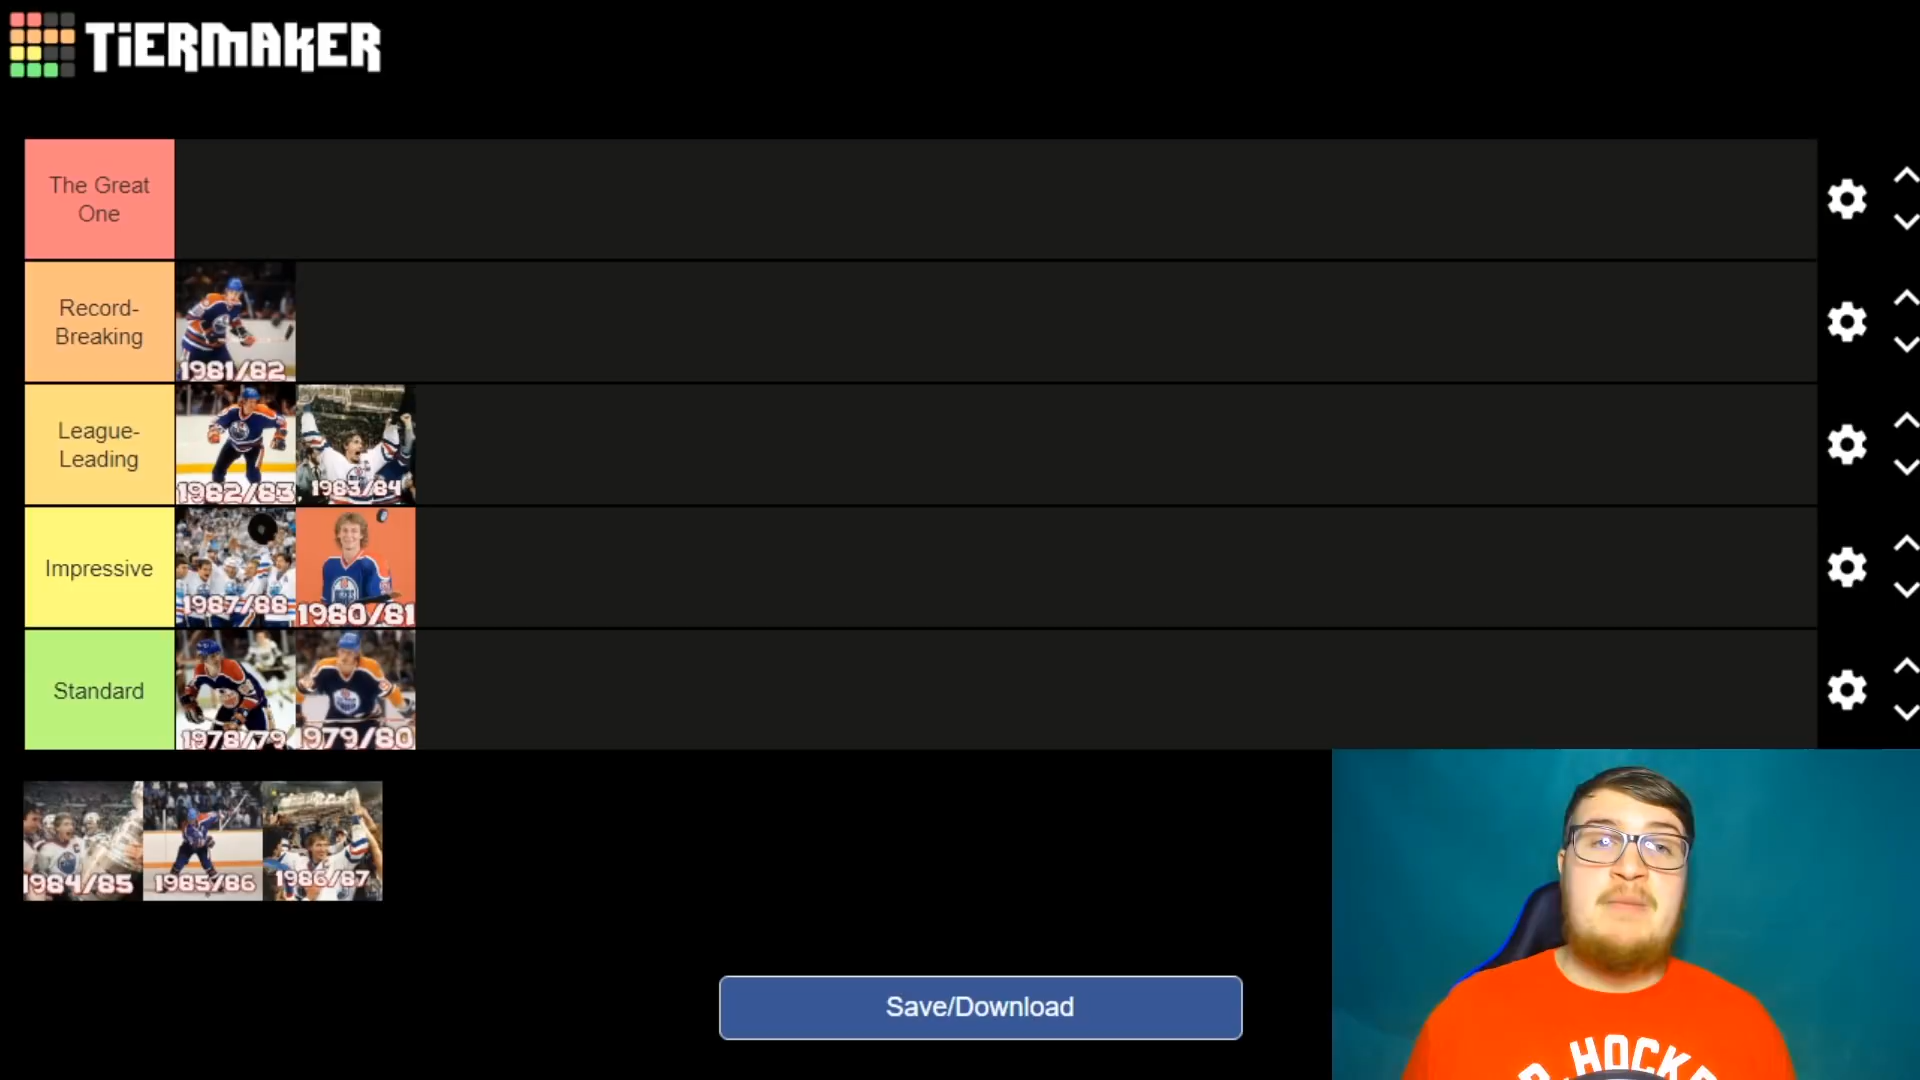 TiERMAKER
The Great
One
Record-
Breaking
1981/82
League-
Leading
1982/83
1983/84
Impressive
1987/88
1980/81
Standard
1978/79
1979/80
1984/85
1985/86
1986/87
Save/Download
HOCK